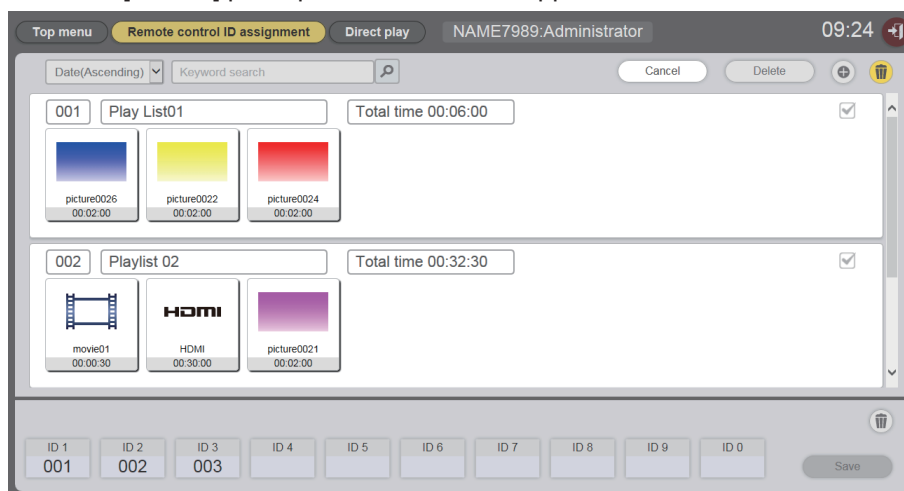 Top menu Remote control ID assignment Direct play NAME7989:Administrator 09:24
Date(Ascending) Keyword search Cancel Delete
001 Play List01 Total time 00:06:00
picture0026 picture0022 picture0024
00:02:00 00:02:00 00:02:00
002 Playlist 02 Total time 00:32:30
HDMI
movie01 HDMI picture0021
00:00:30 00:30:00 00:02:00
ID 1 ID 2 ID 3 ID 4 ID 5 ID 6 ID 7 ID 8 ID 9 ID 0
001 002 003 Save